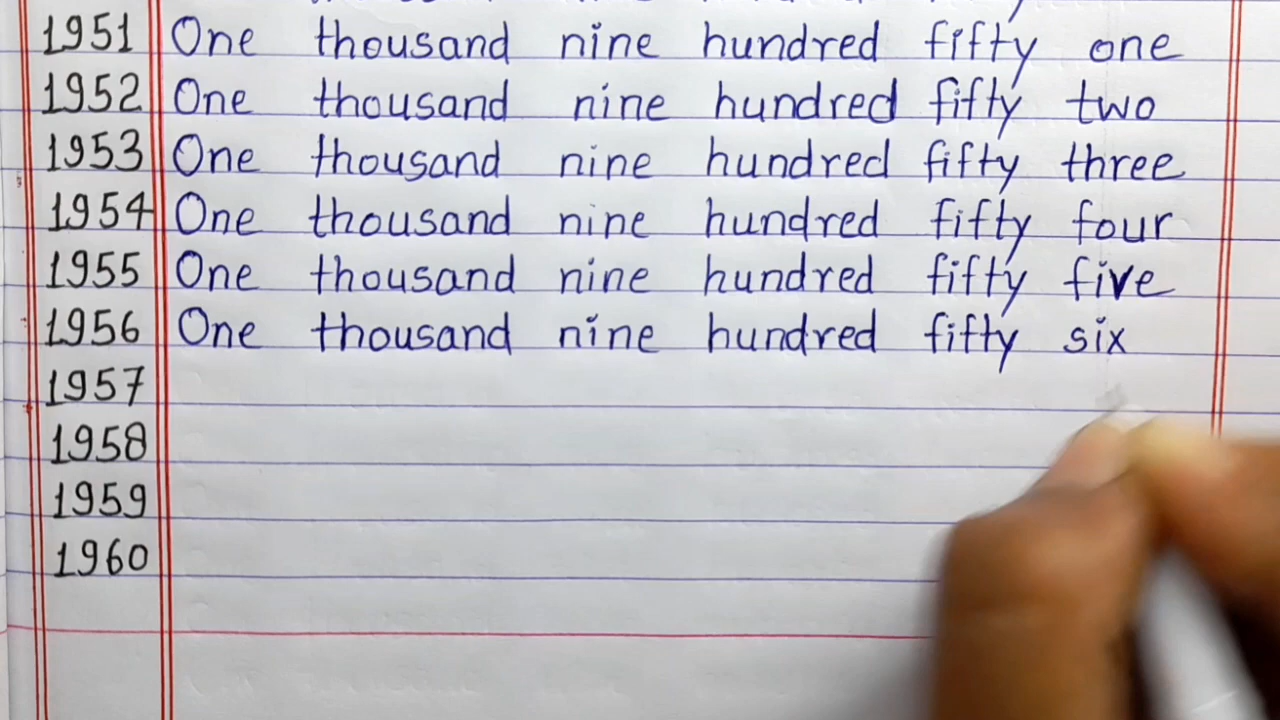 1951 One thousand nine hundred fifty one
1952 One thousand nine hundred fifty two
1953 One thousand nine hundred fifty three
1954 One thousand nine hundred fifty four
1955 One thousand nine hundred fifty five
1956 One thousand nine hundred fifty six
1957
1958
1959
1960